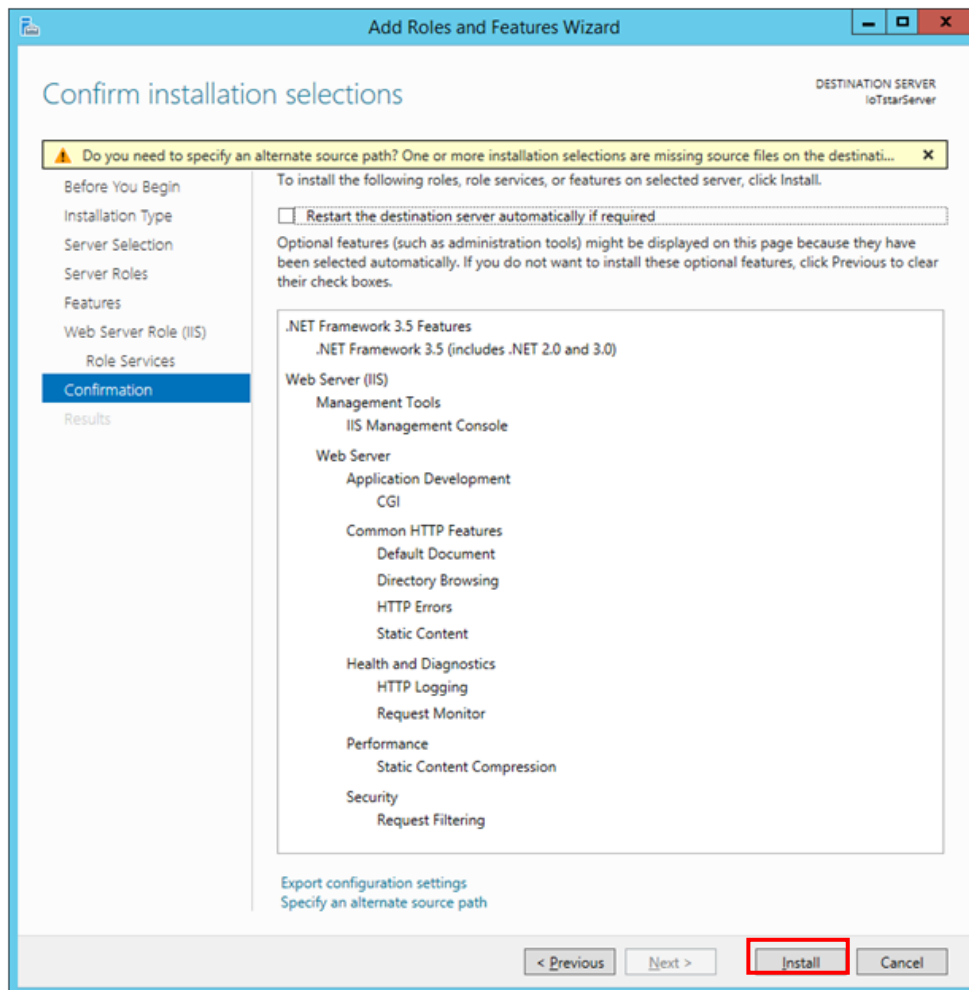 Add Roles and Features Wizard
Confirm installation selections
DESTINATION SERVER
IoTstarServer
Do you need to specify an alternate source path? One or more installation selections are missing source files on the destinati...
Before You Begin
Installation Type
Server Selection
Server Roles
Features
Web Server Role (IIS)
Role Services
Confirmation
Results
To install the following roles, role services, or features on selected server, click Install.
Restart the destination server automatically if required
Optional features (such as administration tools) might be displayed on this page because they have
been selected automatically. If you do not want to install these optional features, click Previous to clear
their check boxes.
.NET Framework 3.5 Features
.NET Framework 3.5 (includes .NET 2.0 and 3.0)
Web Server (IIS)
Management Tools
IIS Management Console
Web Server
Application Development
CGI
Common HTTP Features
Default Document
Directory Browsing
HTTP Errors
Static Content
Health and Diagnostics
HTTP Logging
Request Monitor
Performance
Static Content Compression
Security
Request Filtering
Export configuration settings
Specify an alternate source path
< Previous
Next >
Install
Cancel